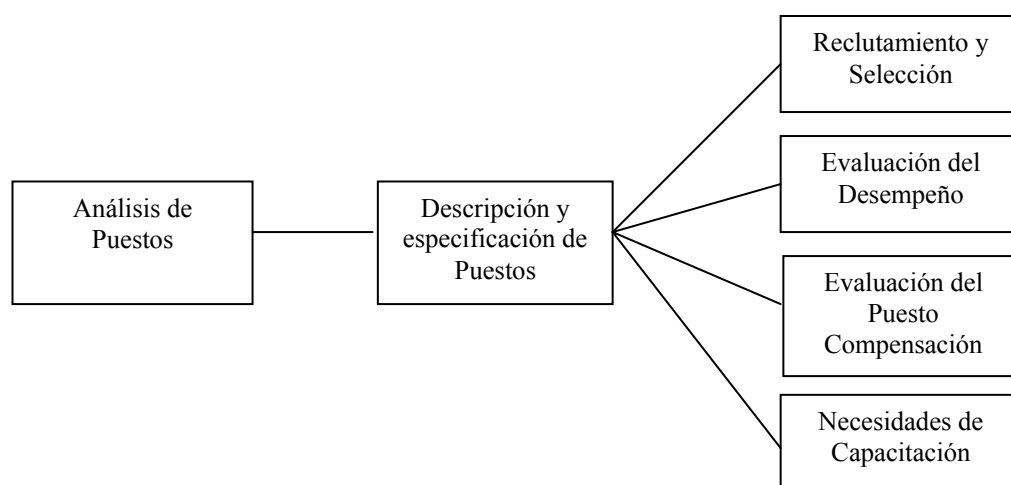 Análisis de
Puestos
Descripción y
especificación de
Puestos
Reclutamiento y
Selección
Evaluación del
Desempeño
Evaluación del
Puesto
Compensación
Necesidades de
Capacitación